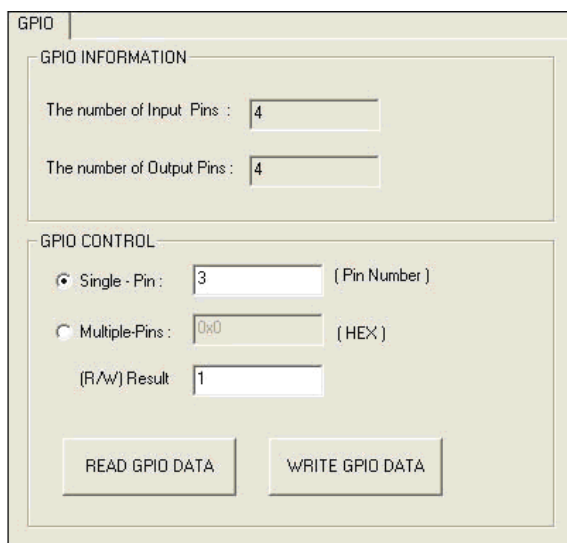 GPIO
GPIO INFORMATION
The number of Input Pins : 4
The number of Output Pins : 4
GPIO CONTROL
Single - Pin : 3 ( Pin Number )
Multiple-Pins : 0x0 ( HEX )
(R/W) Result 1
READ GPIO DATA WRITE GPIO DATA